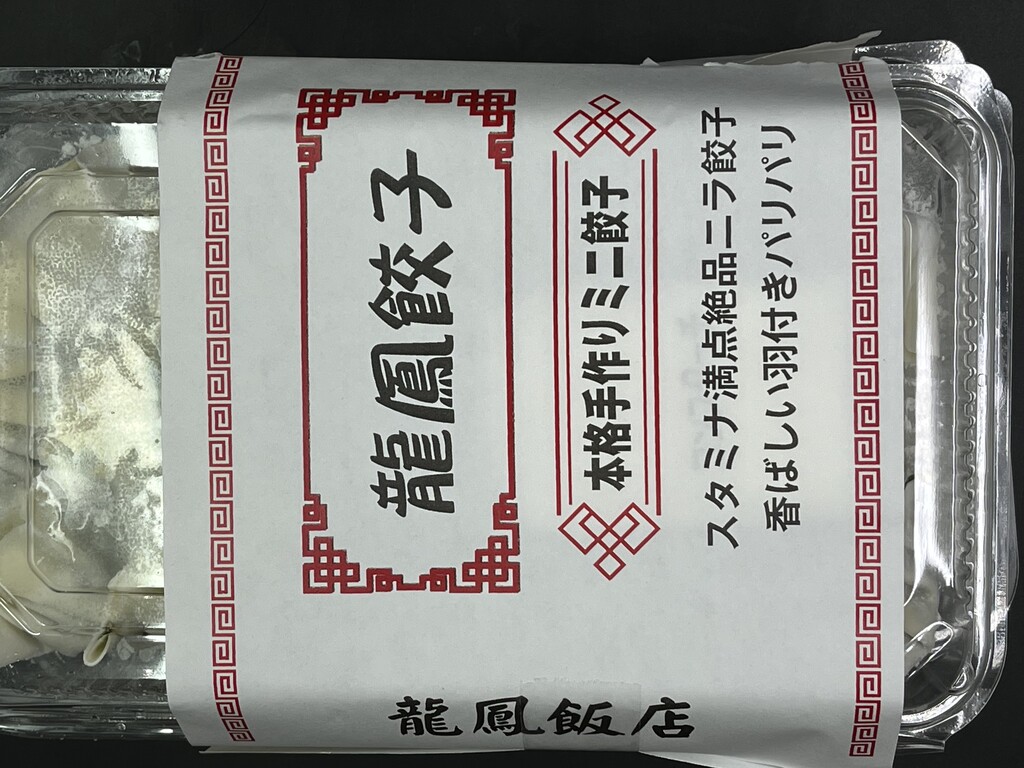 龍鳳餃子
本格手作りミニ餃子
スタミナ満点絶品ニラ餃子
香ばしい羽付きパリパリ
龍鳳飯店